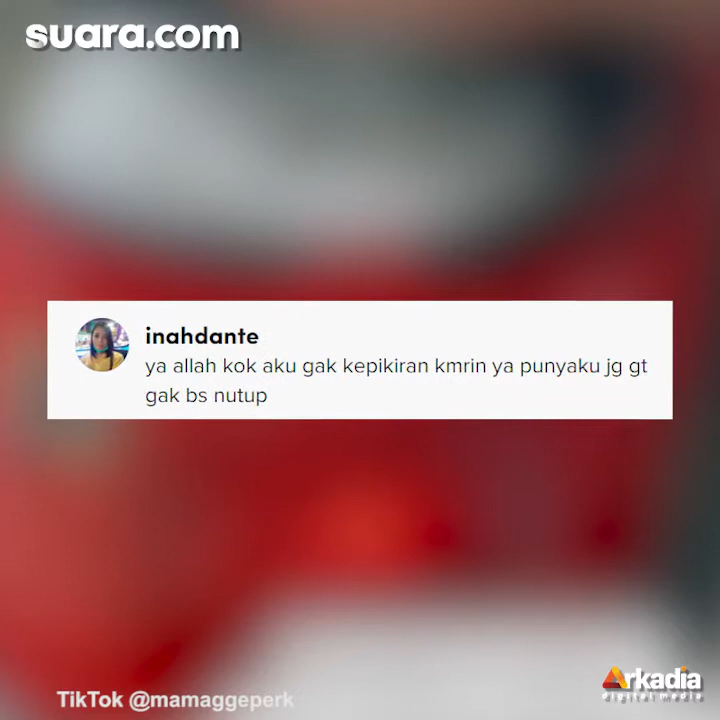 suara.com
inahdante
ya allah kok aku gak kepikiran kmrin ya punyaku jg gt
gak bs nutup
Arkadia
digital media
TikTok @mamaggeperk